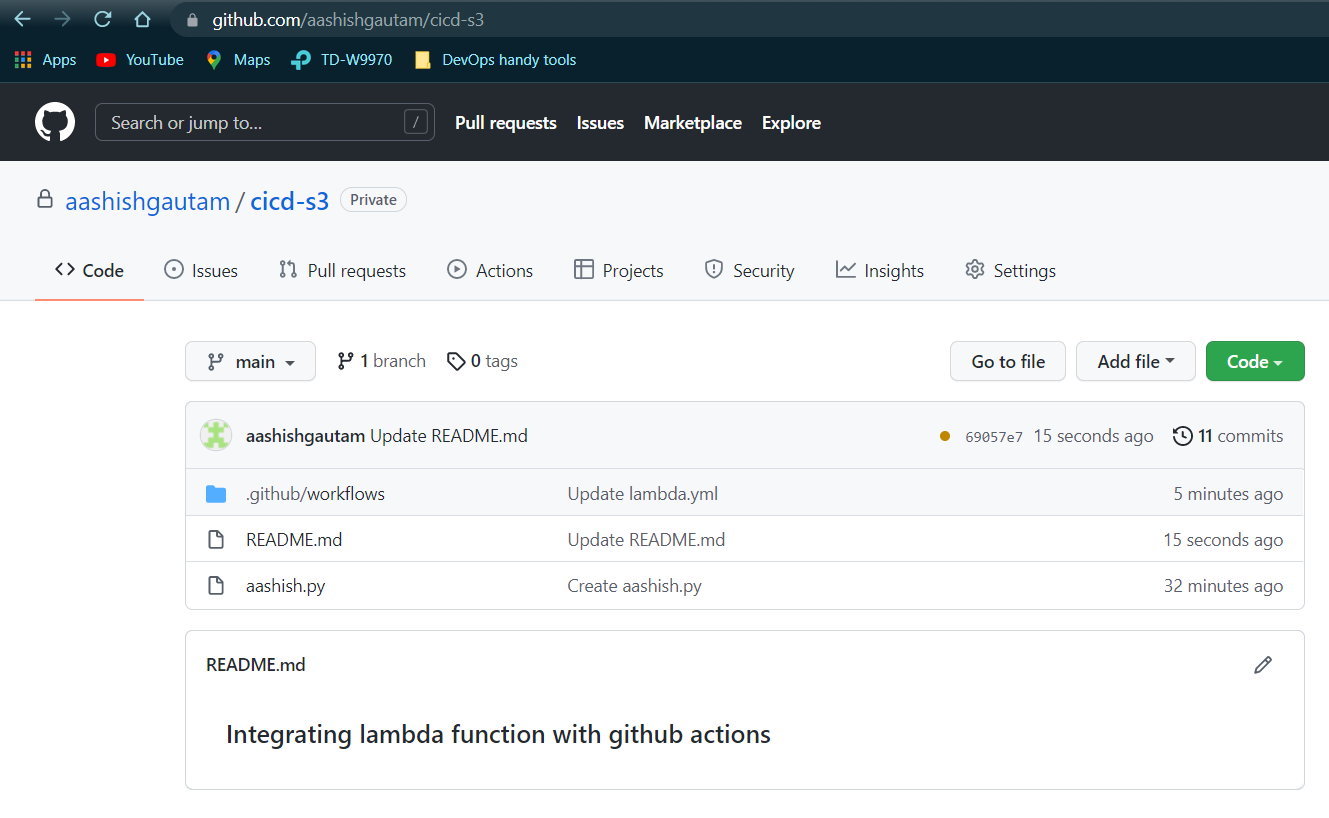 github.com/aashishgautam/cicd-s3
Apps YouTube Maps TD-W9970 DevOps handy tools
Search or jump to... / Pull requests Issues Marketplace Explore
aashishgautam / cicd-s3 Private
Code Issues Pull requests Actions Projects Security Insights Settings
main 1 branch 0 tags Go to file Add file Code
aashishgautam Update README.md 69057e7 15 seconds ago 11 commits
.github/workflows Update lambda.yml 5 minutes ago
README.md Update README.md 15 seconds ago
aashish.py Create aashish.py 32 minutes ago
README.md
Integrating lambda function with github actions